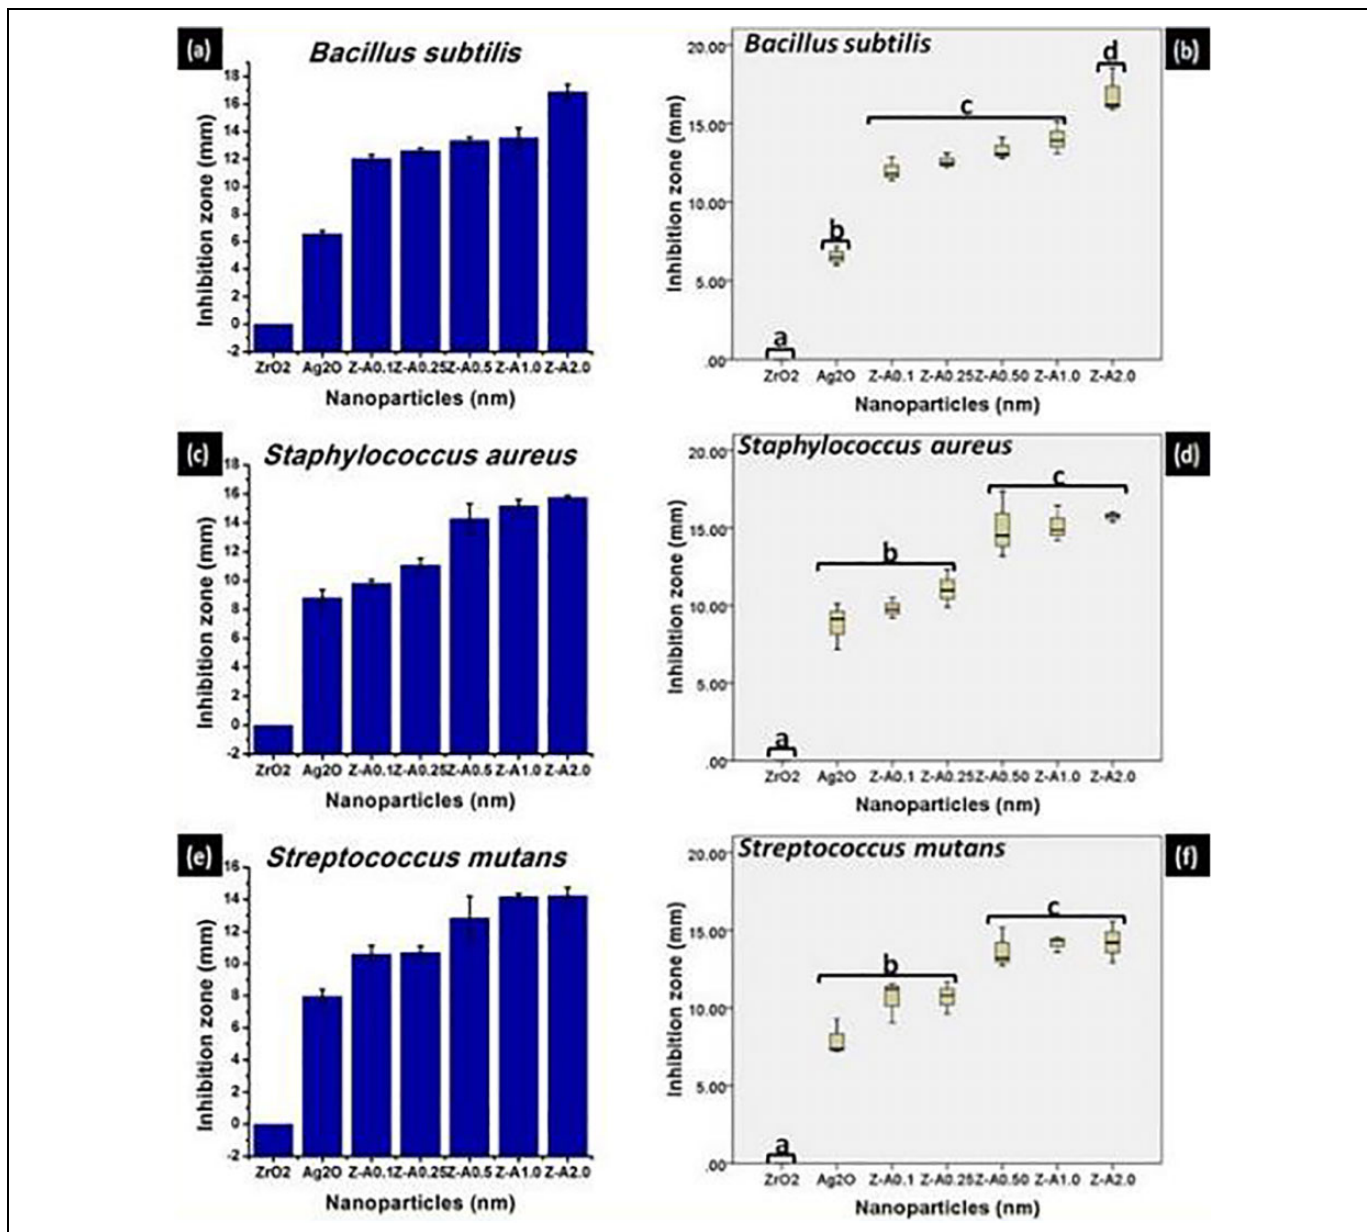 (a)
Bacillus subtilis
18
16
14
12
10
8
6
4
2
0
-2
Inhibition zone (mm)
ZrO2 Ag2O Z-A0.1 Z-A0.25 Z-A0.5 Z-A1.0 Z-A2.0
Nanoparticles (nm)
(b)
Bacillus subtilis
20.00
15.00
10.00
5.00
.00
Inhibition zone (mm)
a
b
c
d
ZrO2 Ag2O Z-A0.1 Z-A0.25 Z-A0.50 Z-A1.0 Z-A2.0
Nanoparticles (nm)
(c)
Staphylococcus aureus
18
16
14
12
10
8
6
4
2
0
-2
Inhibition zone (mm)
ZrO2 Ag2O Z-A0.1 Z-A0.25 Z-A0.5 Z-A1.0 Z-A2.0
Nanoparticles (nm)
(d)
Staphylococcus aureus
20.00
15.00
10.00
5.00
.00
Inhibition zone (mm)
a
b
c
ZrO2 Ag2O Z-A0.1 Z-A0.25 Z-A0.50 Z-A1.0 Z-A2.0
Nanoparticles (nm)
(e)
Streptococcus mutans
16
14
12
10
8
6
4
2
0
-2
Inhibition zone (mm)
ZrO2 Ag2O Z-A0.1 Z-A0.25 Z-A0.5 Z-A1.0 Z-A2.0
Nanoparticles (nm)
(f)
Streptococcus mutans
20.00
15.00
10.00
5.00
.00
Inhibition zone (mm)
a
b
c
ZrO2 Ag2O Z-A0.1 Z-A0.25 Z-A0.50 Z-A1.0 Z-A2.0
Nanoparticles (nm)